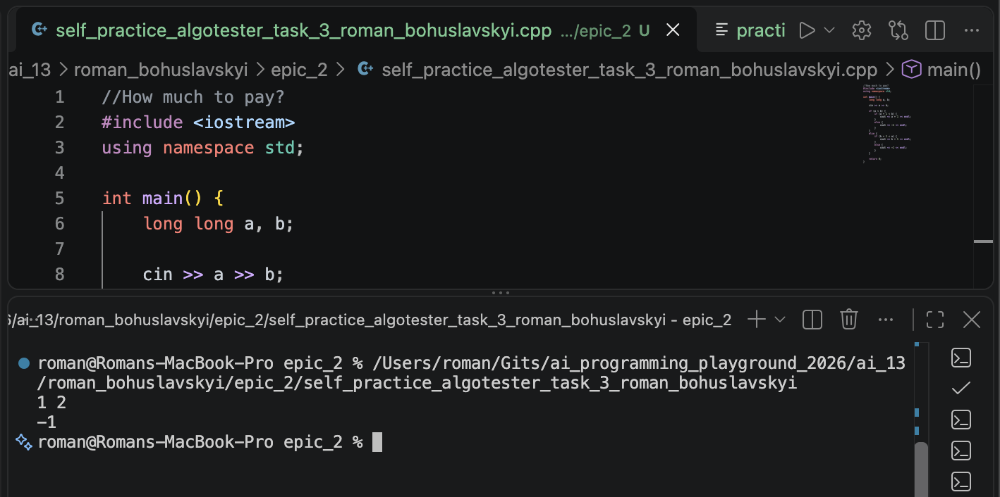 self_practice_algotester_task_3_roman_bohuslavskyi.cpp .../epic_2 U practi
ai_13 > roman_bohuslavskyi > epic_2 > self_practice_algotester_task_3_roman_bohuslavskyi.cpp > main()
1 //How much to pay?
2 #include <iostream>
3 using namespace std;
4
5 int main() {
6 long long a, b;
7
8 cin >> a >> b;
/ai_13/roman_bohuslavskyi/epic_2/self_practice_algotester_task_3_roman_bohuslavskyi - epic_2
roman@Romans-MacBook-Pro epic_2 % /Users/roman/Gits/ai_programming_playground_2026/ai_13
/roman_bohuslavskyi/epic_2/self_practice_algotester_task_3_roman_bohuslavskyi
1 2
-1
roman@Romans-MacBook-Pro epic_2 %